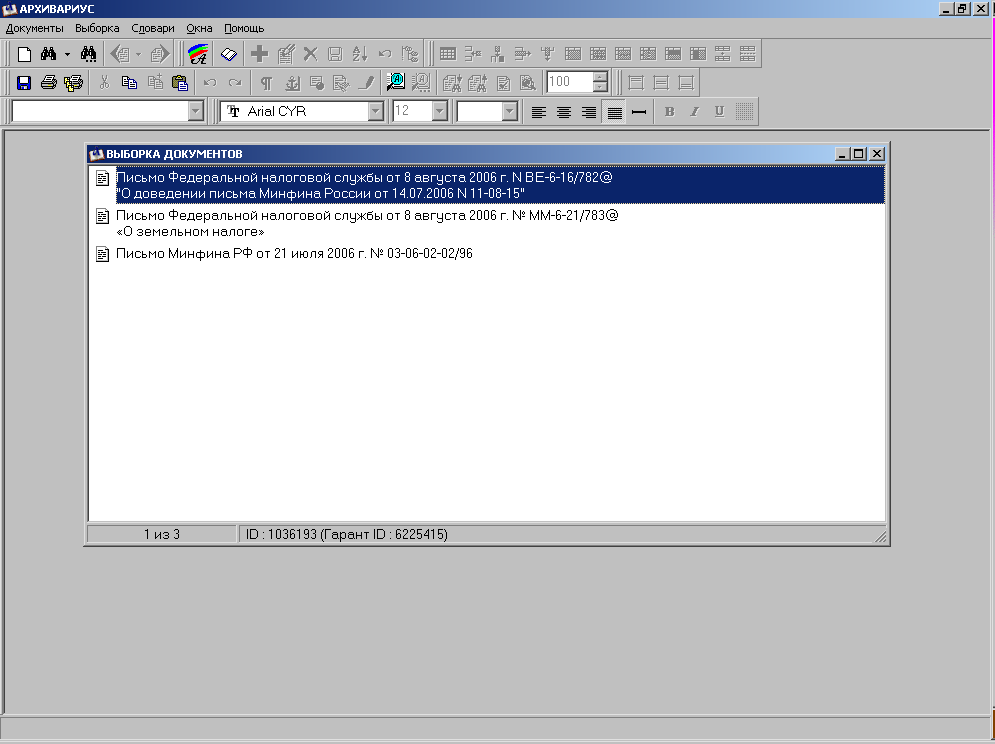 АРХИВАРИУС
Документы Выборка Словари Окна Помощь
100
Arial CYR 12 B I U
ВЫБОРКА ДОКУМЕНТОВ
Письмо Федеральной налоговой службы от 8 августа 2006 г. N ВЕ-6-16/782@
"О доведении письма Минфина России от 14.07.2006 N 11-08-15"
Письмо Федеральной налоговой службы от 8 августа 2006 г. № ММ-6-21/783@
«О земельном налоге»
Письмо Минфина РФ от 21 июля 2006 г. № 03-06-02-02/96
1 из 3 ID : 1036193 (Гарант ID : 6225415)